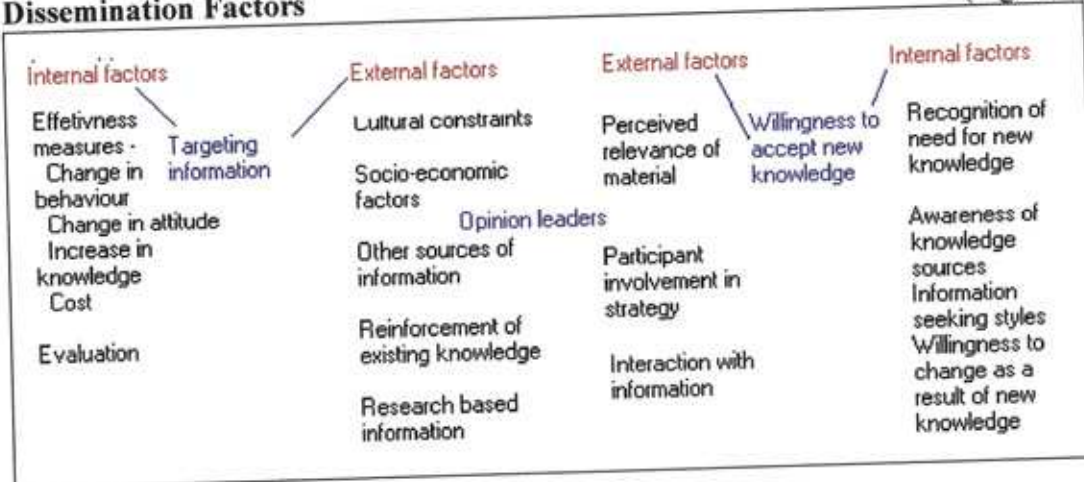 Dissemination Factors
Internal factors
Effetivness
measures -
Change in
behaviour
Change in attitude
Increase in
knowledge
Cost
Evaluation
Targeting
information
External factors
Cultural constraints
Socio-economic
factors
Opinion leaders
Other sources of
information
Reinforcement of
existing knowledge
Research based
information
External factors
Perceived
relevance of
material
Participant
involvement in
strategy
Interaction with
information
Willingness to
accept new
knowledge
Internal factors
Recognition of
need for new
knowledge
Awareness of
knowledge
sources
Information
seeking styles
Willingness to
change as a
result of new
knowledge